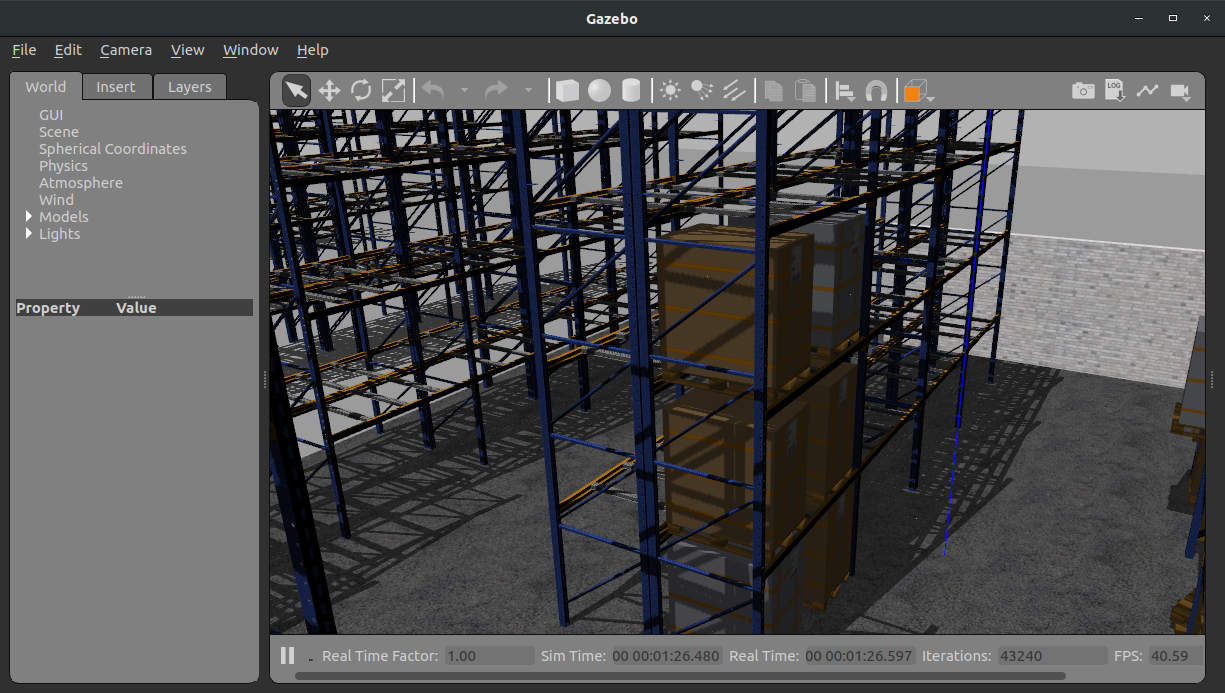 Gazebo
File Edit Camera View Window Help
World Insert Layers
LOG
GUI
Scene
Spherical Coordinates
Physics
Atmosphere
Wind
Models
Lights
Property Value
Real Time Factor: 1.00 Sim Time: 00 00:01:26.480 Real Time: 00 00:01:26.597 Iterations: 43240 FPS: 40.59